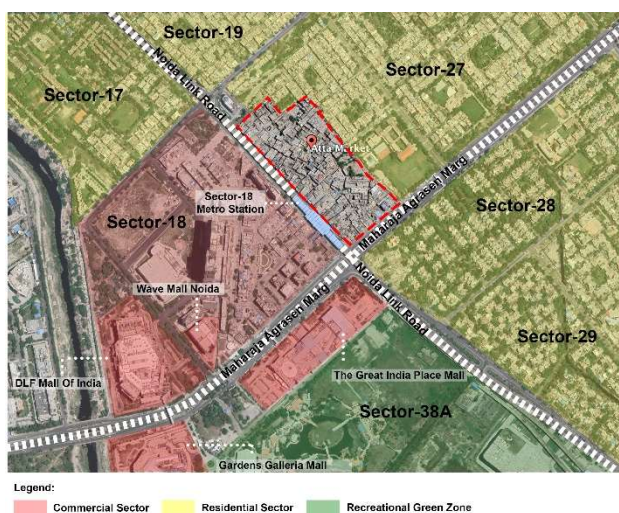 Sector-19
Sector-27
Sector-17
Noida Link Road
Atta Market
Sector-18
Metro Station
Sector-18
Maharaja Agrasen Marg
Sector-28
Wave Mall Noida
Noida Link Road
Sector-29
Maharaja Agrasen Marg
DLF Mall Of India
The Great India Place Mall
Sector-38A
Gardens Galleria Mall
Legend:
Commercial Sector
Residential Sector
Recreational Green Zone